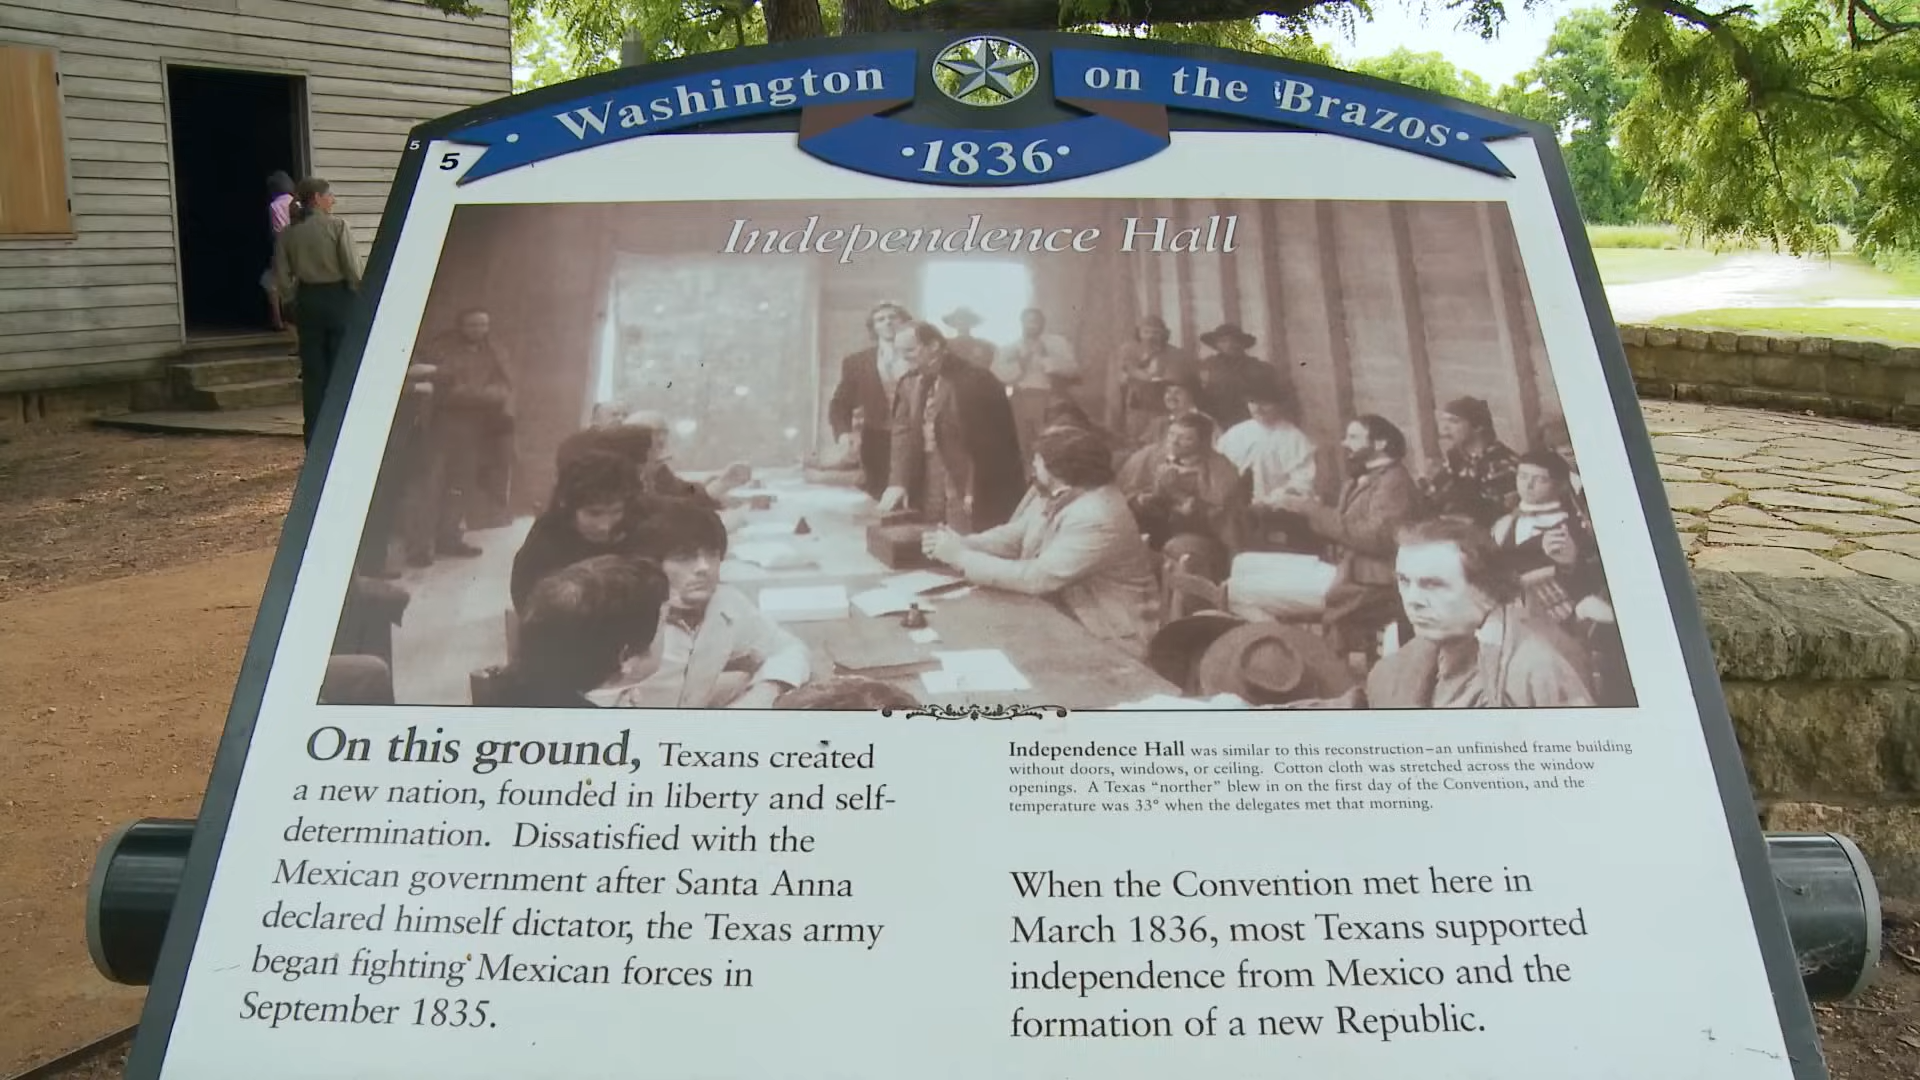 Washington on the Brazos
•1836•
5
5
Independence Hall
On this ground, Texans created
a new nation, founded in liberty and self-
determination. Dissatisfied with the
Mexican government after Santa Anna
declared himself dictator, the Texas army
began fighting Mexican forces in
September 1835.
Independence Hall was similar to this reconstruction–an unfinished frame building
without doors, windows, or ceiling. Cotton cloth was stretched across the window
openings. A Texas “norther” blew in on the first day of the Convention, and the
temperature was 33° when the delegates met that morning.
When the Convention met here in
March 1836, most Texans supported
independence from Mexico and the
formation of a new Republic.